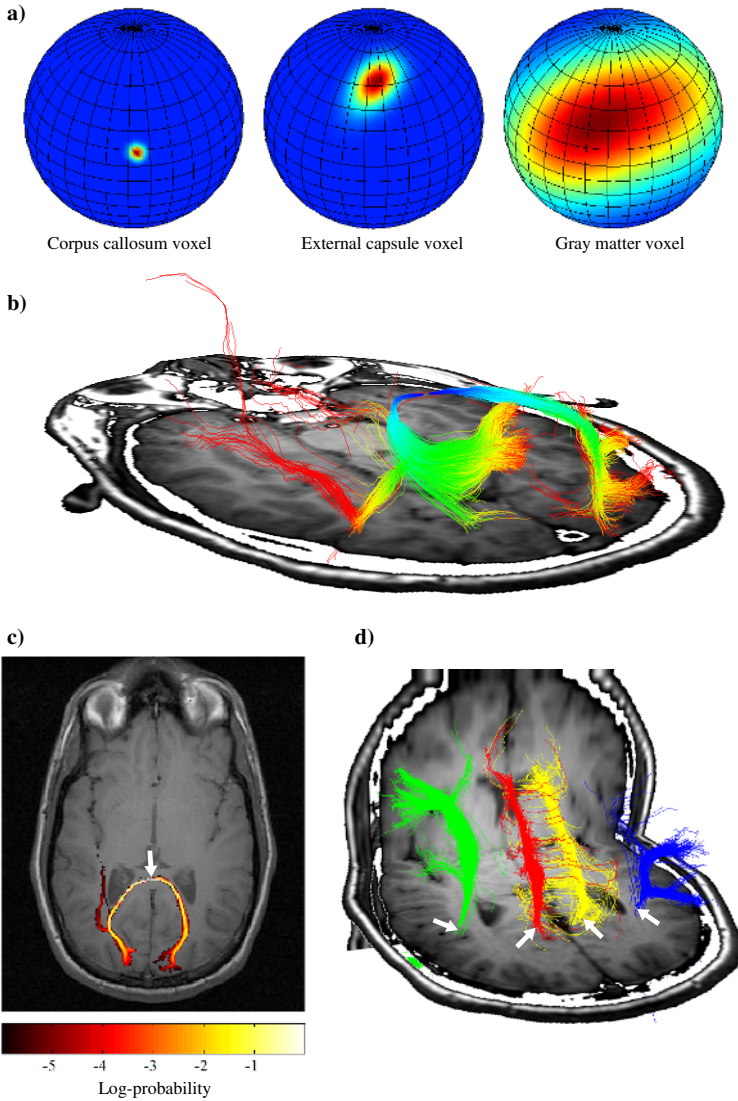 a)
Corpus callosum voxel
External capsule voxel
Gray matter voxel
b)
c)
d)
-5 -4 -3 -2 -1
Log-probability